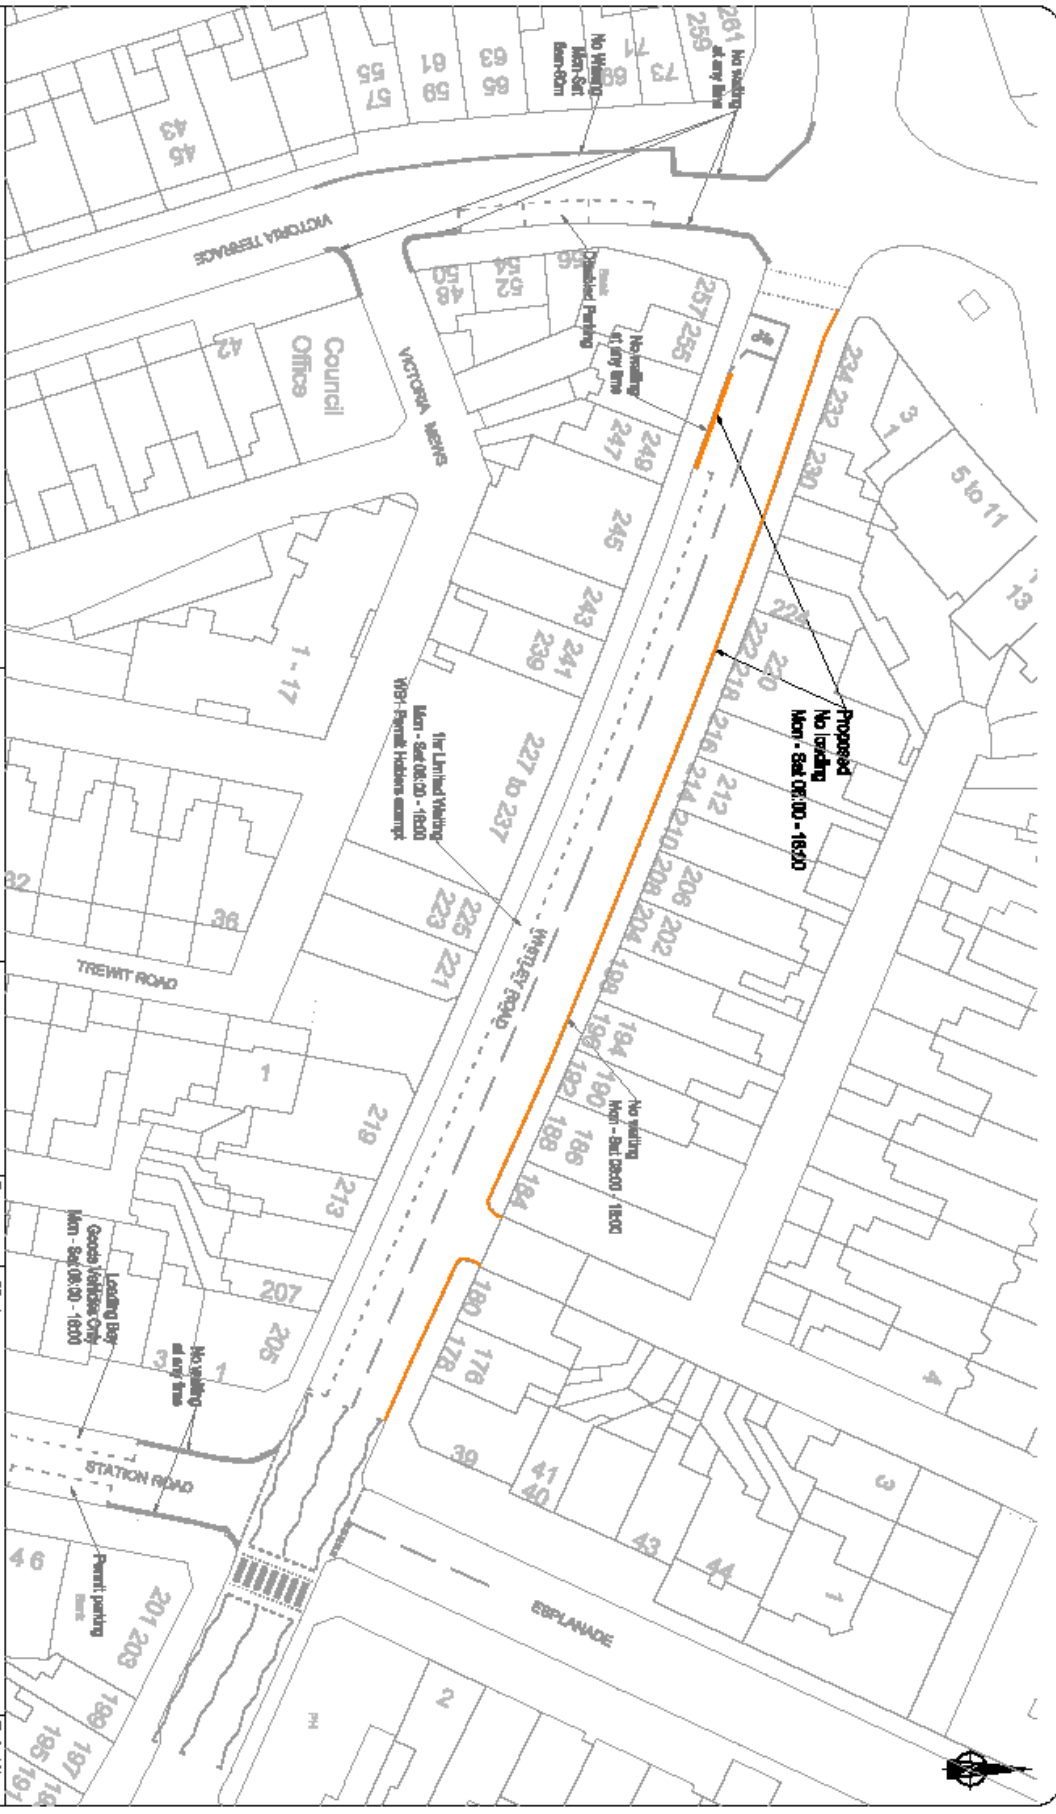 261
259
No waiting
at any time
71
69
73
No Waiting
Mon-Sat
8am-6pm
63
65
61
59
55
57
43
45
VICTORIA TERRACE
56
Bank
54
52
50
48
Disabled Parking
257
255
No waiting
at any time
249
247
245
243
241
239
Council
Office
42
VICTORIA MEWS
1 - 17
234
232
230
3
1
5 to 11
13
224
222
220
218
216
214
212
210
208
206
204
202
198
196
194
192
190
188
186
184
Proposed
No loading
Mon - Sat 08:00 - 18:00
1hr Limited Waiting
Mon - Sat 08:00 - 18:00
Permit Holders exempt
227 to 237
WHITLEY ROAD
225
223
221
219
213
207
205
No waiting
Mon - Sat 08:00 - 18:00
32
36
TREWIT ROAD
1
3
1
Loading Bay
Goods Vehicles Only
Mon - Sat 08:00 - 18:00
No waiting
at any time
STATION ROAD
180
178
176
39
41
40
43
44
1
3
4
ESPLANADE
4 6
Permit parking
Bank
201 203
199
197
195
191
PH
2